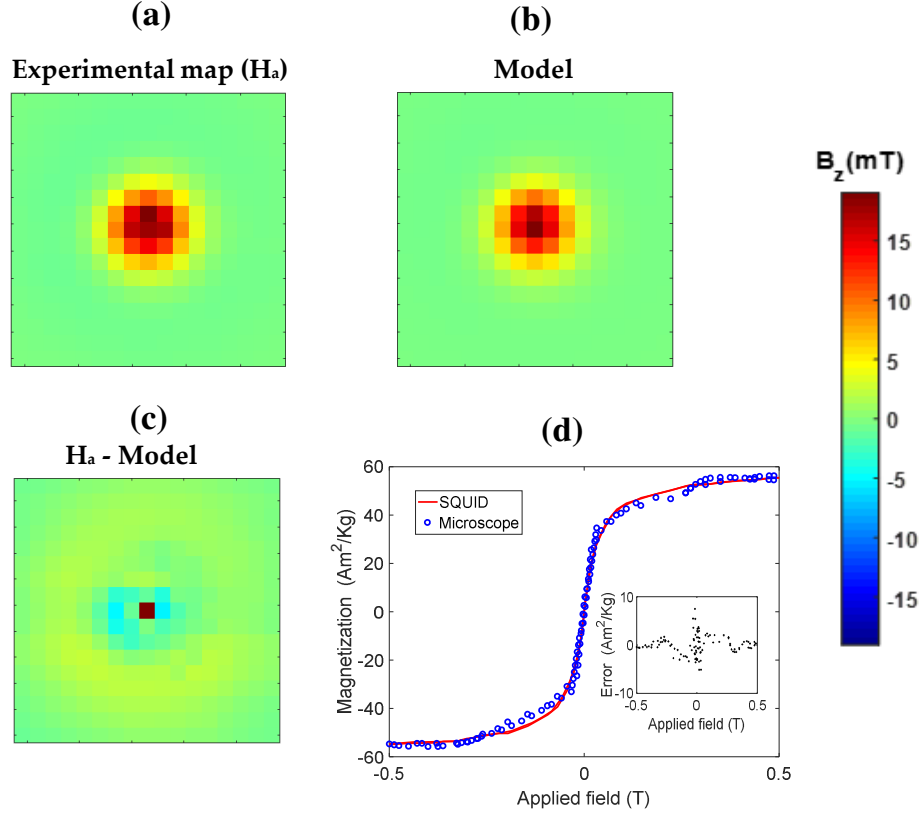 (a)
Experimental map (Hₐ)
(b)
Model
B_z(mT)
15
10
5
0
-5
-10
-15
(c)
Hₐ - Model
(d)
60
40
20
0
-20
-40
-60
Magnetization (Am²/Kg)
SQUID
Microscope
-0.5
0
0.5
Applied field (T)
10
0
-10
Error (Am²/Kg)
-0.5
0
0.5
Applied field (T)